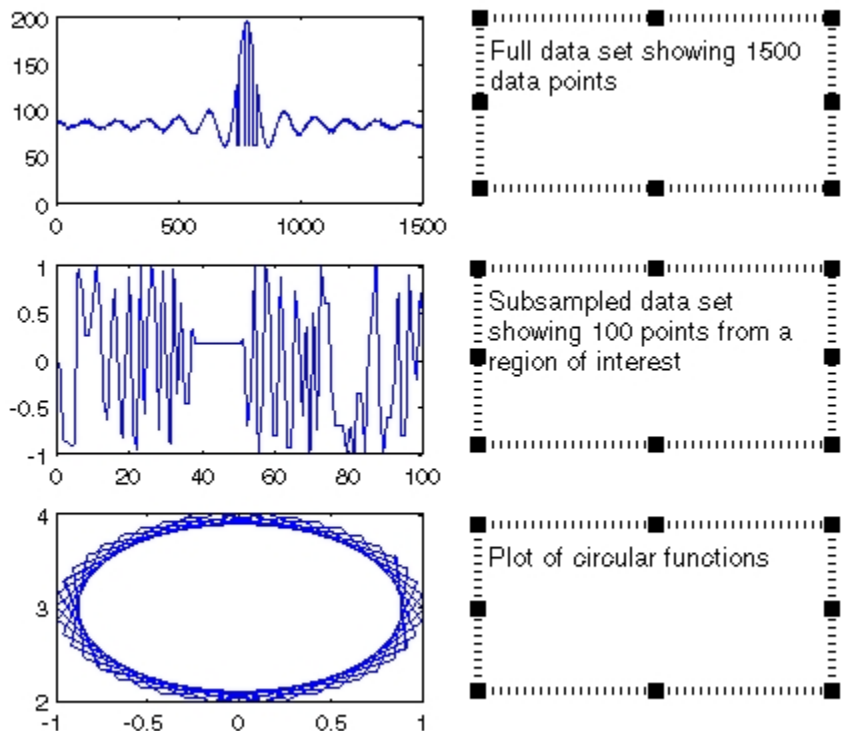 200
150
100
50
0
0 500 1000 1500
Full data set showing 1500
data points
1
0.5
0
-0.5
-1
0 20 40 60 80 100
Subsampled data set
showing 100 points from a
region of interest
4
3
2
-1 -0.5 0 0.5 1
Plot of circular functions